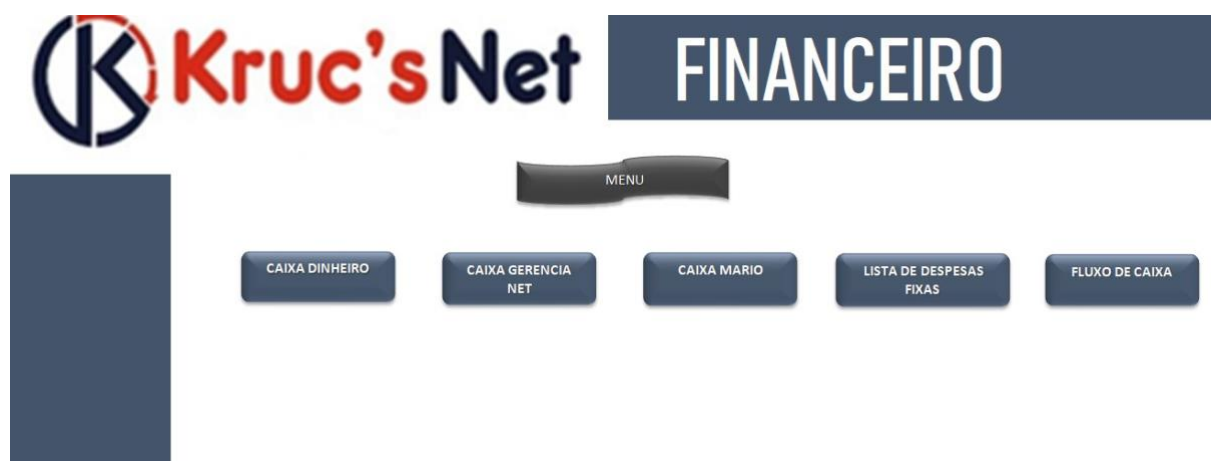 Kruc's Net
FINANCEIRO
MENU
CAIXA DINHEIRO
CAIXA GERENCIA
NET
CAIXA MARIO
LISTA DE DESPESAS
FIXAS
FLUXO DE CAIXA